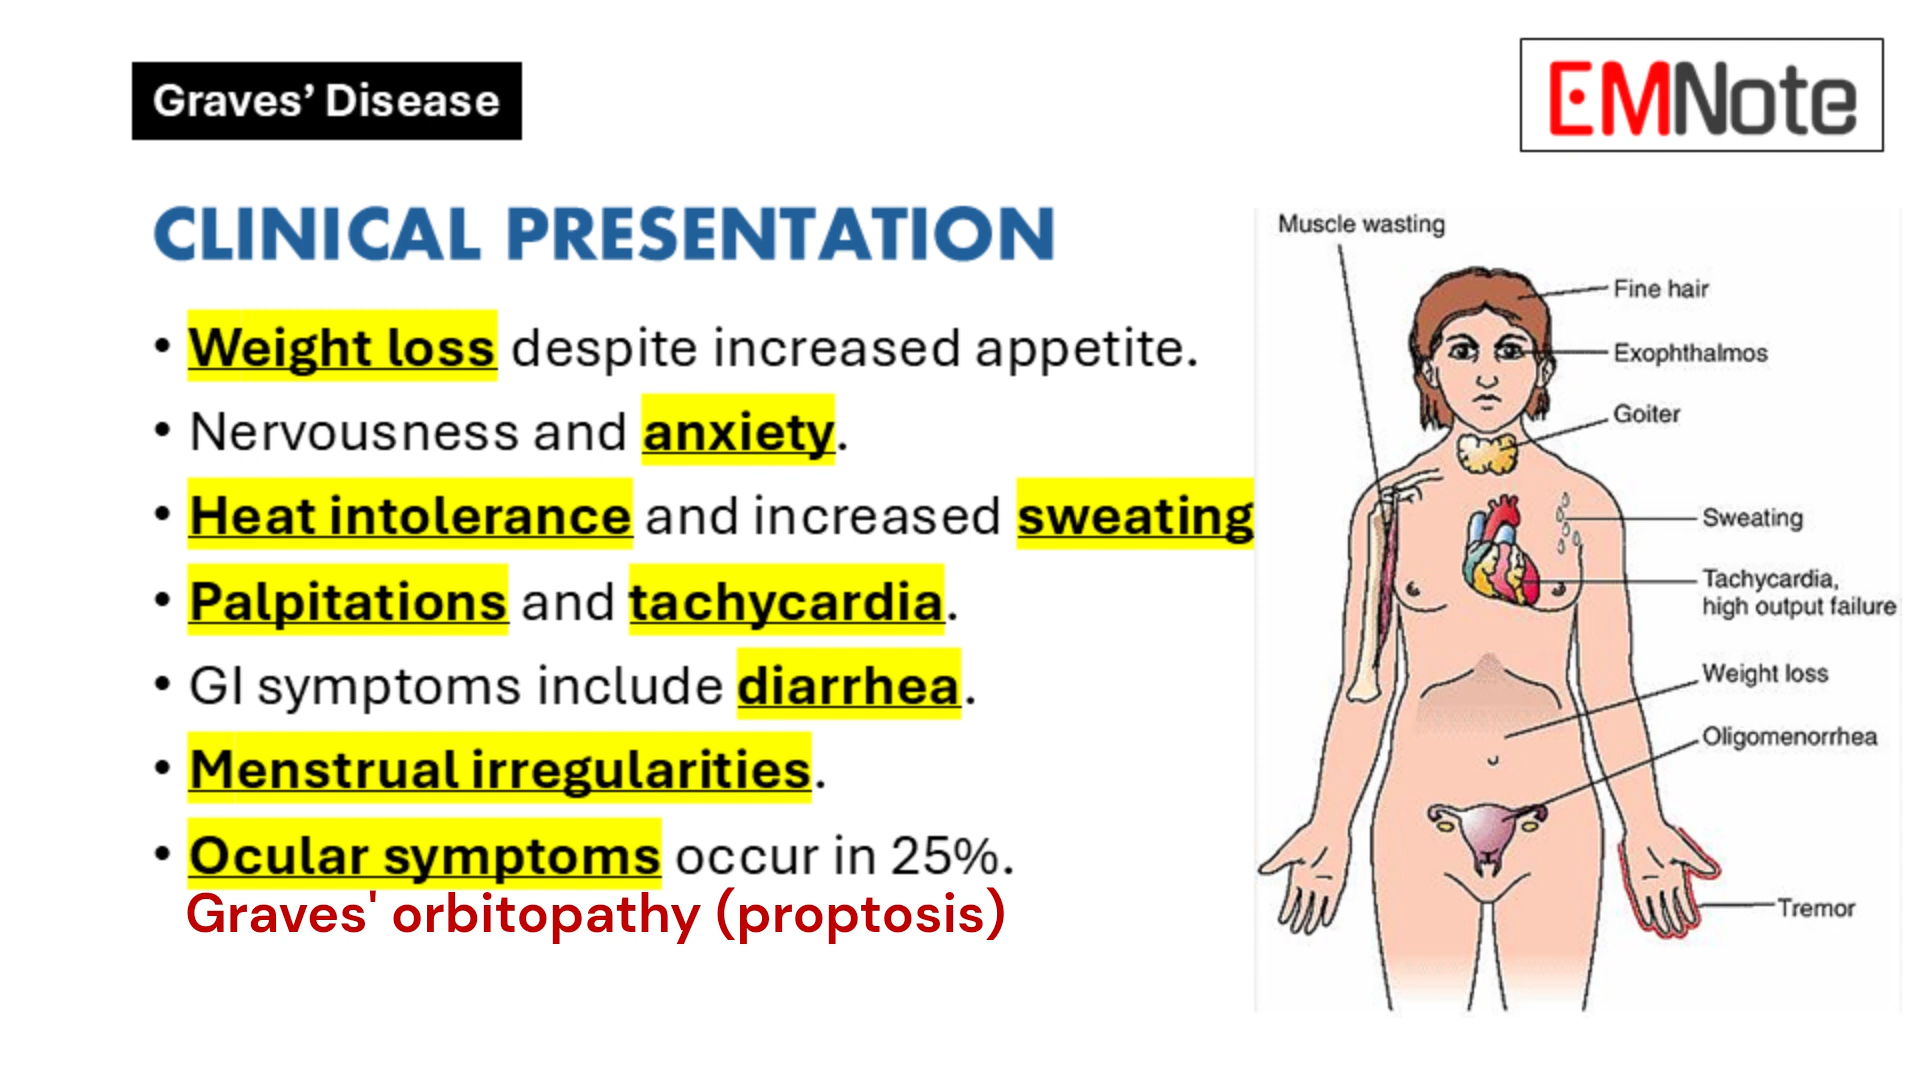 Graves’ Disease
EMNote
CLINICAL PRESENTATION
• Weight loss despite increased appetite.
• Nervousness and anxiety.
• Heat intolerance and increased sweating
• Palpitations and tachycardia.
• GI symptoms include diarrhea.
• Menstrual irregularities.
• Ocular symptoms occur in 25%.
Graves' orbitopathy (proptosis)
Muscle wasting
Fine hair
Exophthalmos
Goiter
Sweating
Tachycardia,
high output failure
Weight loss
Oligomenorrhea
Tremor